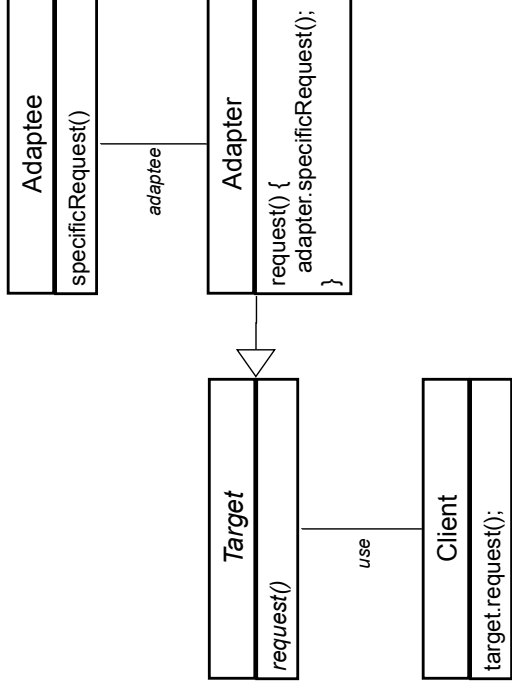 Adaptee
specificRequest()
adaptee
Target
request()
Adapter
request() {
adapter.specificRequest();
}
use
Client
target.request();